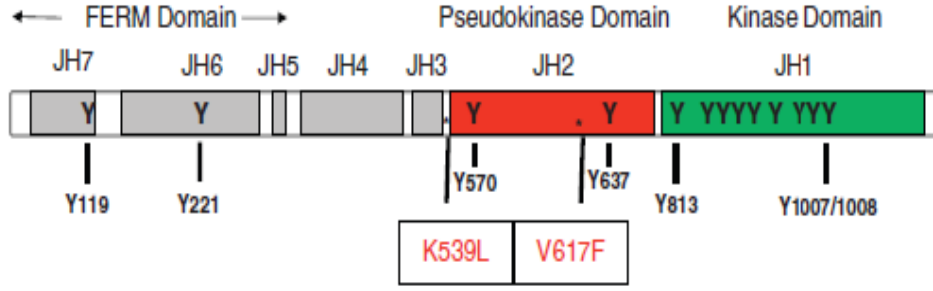 FERM Domain
Pseudokinase Domain
Kinase Domain
JH7
JH6
JH5
JH4
JH3
JH2
JH1
Y
Y
Y
Y
Y
YYYY
Y
YYY
Y119
Y221
Y570
Y637
Y813
Y1007/1008
K539L
V617F